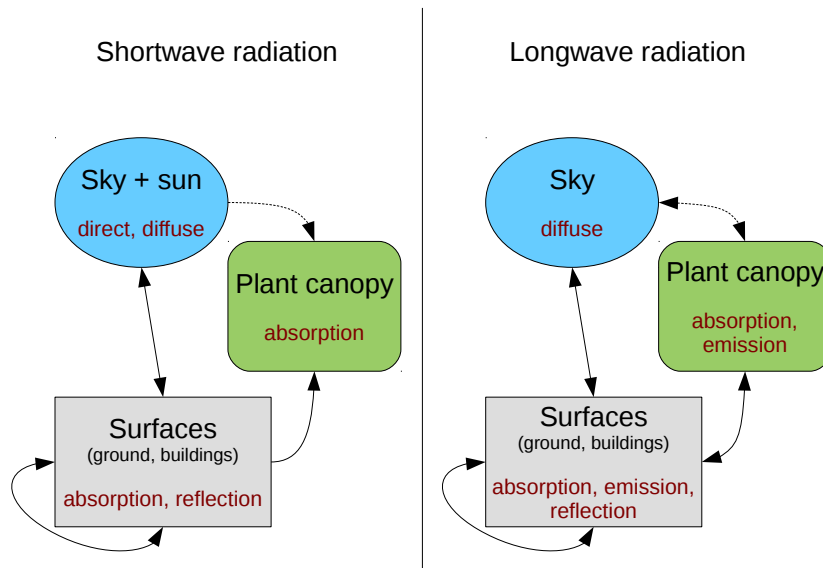 Shortwave radiation
Sky + sun
direct, diffuse
Plant canopy
absorption
Surfaces
(ground, buildings)
absorption, reflection
Longwave radiation
Sky
diffuse
Plant canopy
absorption,
emission
Surfaces
(ground, buildings)
absorption, emission,
reflection